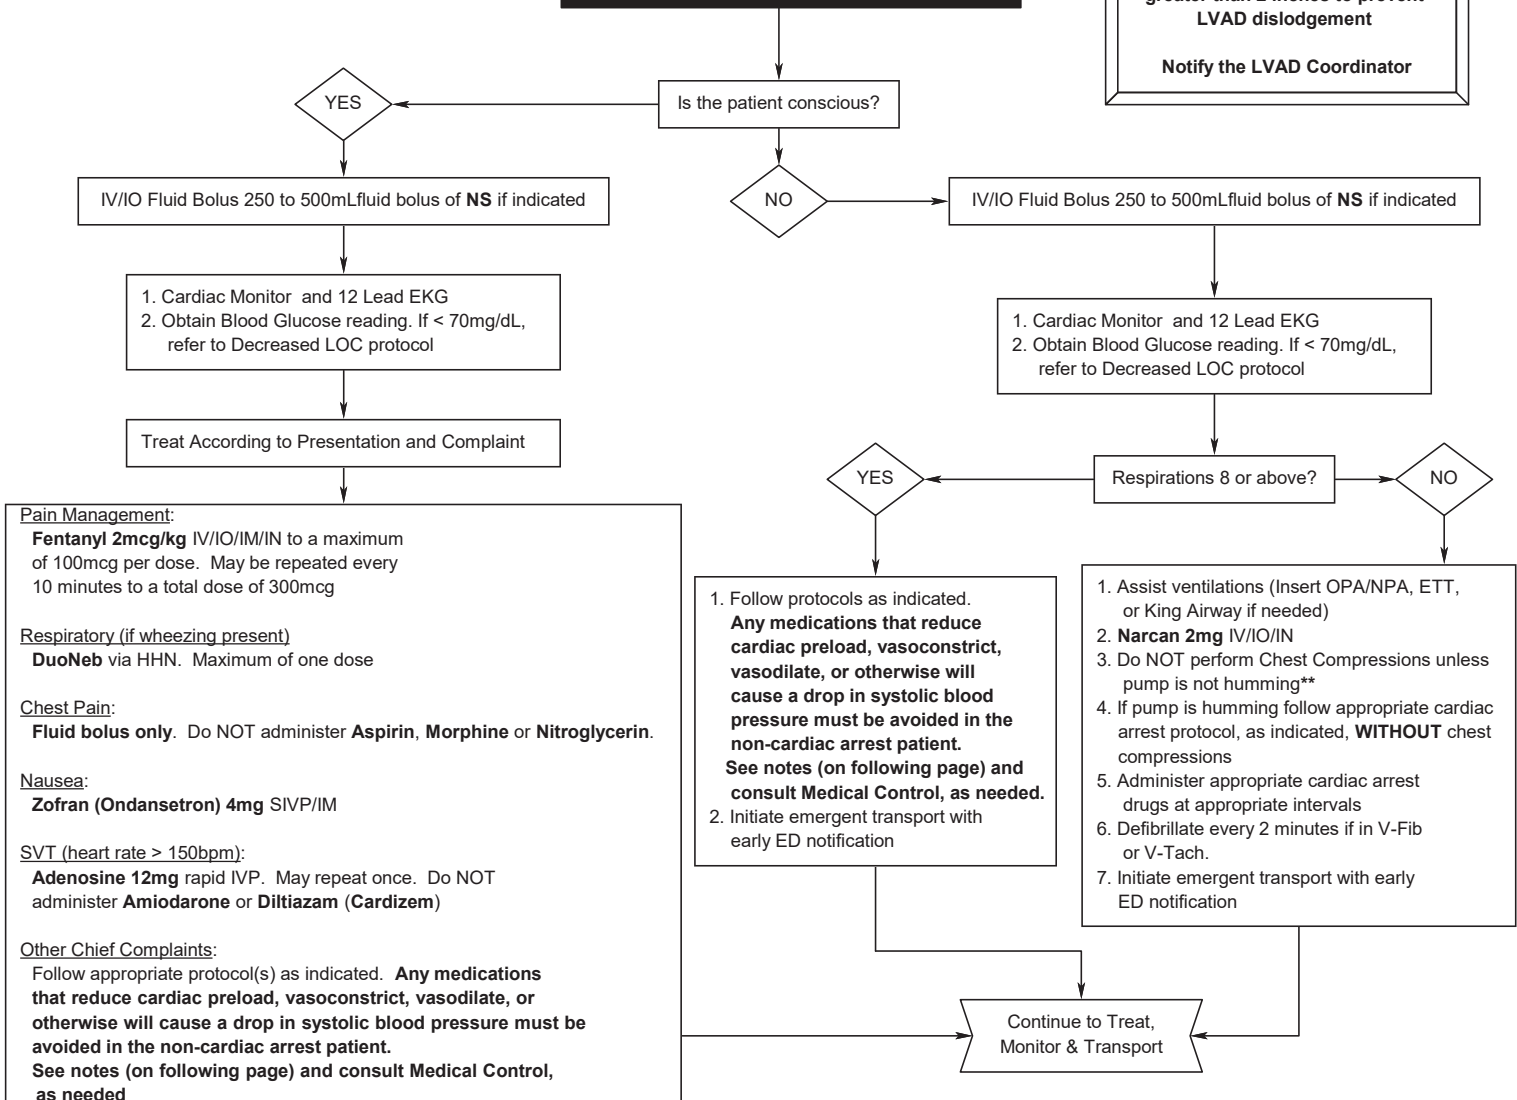 greater than 2 inches to prevent
LVAD dislodgement
Notify the LVAD Coordinator
Is the patient conscious?
YES
IV/IO Fluid Bolus 250 to 500mLfluid bolus of NS if indicated
1. Cardiac Monitor  and 12 Lead EKG
2. Obtain Blood Glucose reading. If < 70mg/dL,
refer to Decreased LOC protocol
Treat According to Presentation and Complaint
Pain Management:
Fentanyl 2mcg/kg IV/IO/IM/IN to a maximum
of 100mcg per dose.  May be repeated every
10 minutes to a total dose of 300mcg
Respiratory (if wheezing present)
DuoNeb via HHN.  Maximum of one dose
Chest Pain:
Fluid bolus only.  Do NOT administer Aspirin, Morphine or Nitroglycerin.
Nausea:
Zofran (Ondansetron) 4mg SIVP/IM
SVT (heart rate > 150bpm):
Adenosine 12mg rapid IVP.  May repeat once.  Do NOT
administer Amiodarone or Diltiazam (Cardizem)
Other Chief Complaints:
Follow appropriate protocol(s) as indicated.  Any medications
that reduce cardiac preload, vasoconstrict, vasodilate, or
otherwise will cause a drop in systolic blood pressure must be
avoided in the non-cardiac arrest patient.
See notes (on following page) and consult Medical Control,
as needed
NO
IV/IO Fluid Bolus 250 to 500mLfluid bolus of NS if indicated
1. Cardiac Monitor  and 12 Lead EKG
2. Obtain Blood Glucose reading. If < 70mg/dL,
refer to Decreased LOC protocol
Respirations 8 or above?
YES
1. Follow protocols as indicated.
Any medications that reduce
cardiac preload, vasoconstrict,
vasodilate, or otherwise will
cause a drop in systolic blood
pressure must be avoided in the
non-cardiac arrest patient.
See notes (on following page) and
consult Medical Control, as needed.
2. Initiate emergent transport with
early ED notification
NO
1. Assist ventilations (Insert OPA/NPA, ETT,
or King Airway if needed)
2. Narcan 2mg IV/IO/IN
3. Do NOT perform Chest Compressions unless
pump is not humming**
4. If pump is humming follow appropriate cardiac
arrest protocol, as indicated, WITHOUT chest
compressions
5. Administer appropriate cardiac arrest
drugs at appropriate intervals
6. Defibrillate every 2 minutes if in V-Fib
or V-Tach.
7. Initiate emergent transport with early
ED notification
Continue to Treat,
Monitor & Transport